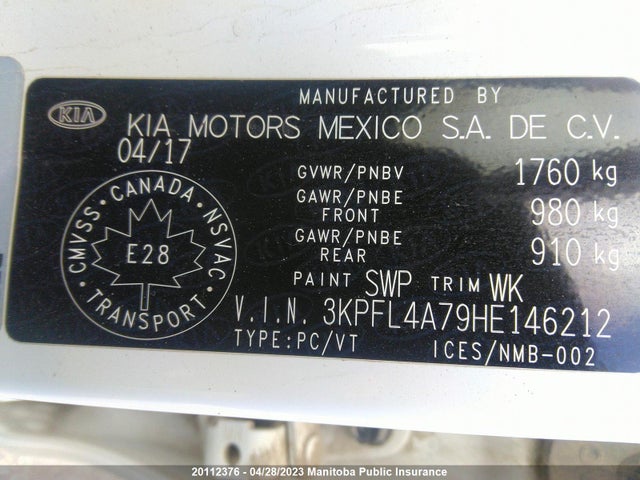 MANUFACTURED BY
KIA KIA MOTORS MEXICO S.A. DE C.V.
04/17
GVWR/PNBV 1760 kg
GAWR/PNBE FRONT 980 kg
GAWR/PNBE REAR 910 kg
PAINT SWP TRIM WK
V.I.N. 3KPFL4A79HE146212
TYPE:PC/VT ICES/NMB-002
CMVSS · CANADA · NSVAC · TRANSPORT ·
E28
20112376 - 04/28/2023 Manitoba Public Insurance